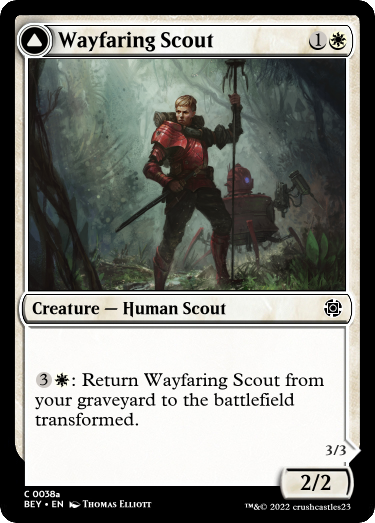 Wayfaring Scout 1
Creature — Human Scout
3: Return Wayfaring Scout from
your graveyard to the battlefield
transformed.
3/3
2/2
C 0038a
BEY • EN Thomas Elliott
™&© 2022 crushcastles23